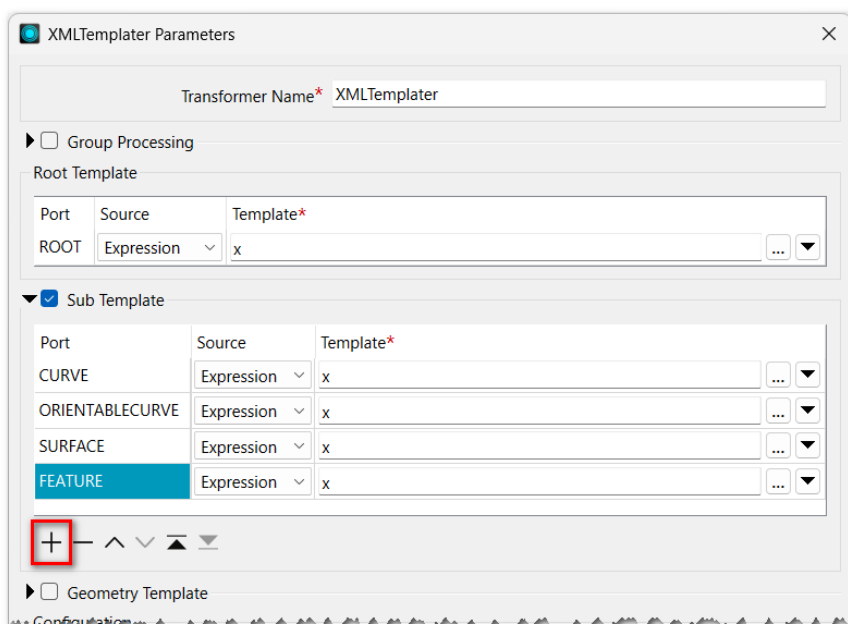 XMLTemplater Parameters
Transformer Name* XMLTemplater
Group Processing
Root Template
Port Source Template*
ROOT Expression x ...
Sub Template
Port Source Template*
CURVE Expression x ...
ORIENTABLECURVE Expression x ...
SURFACE Expression x ...
FEATURE Expression x ...
Geometry Template
Configuration